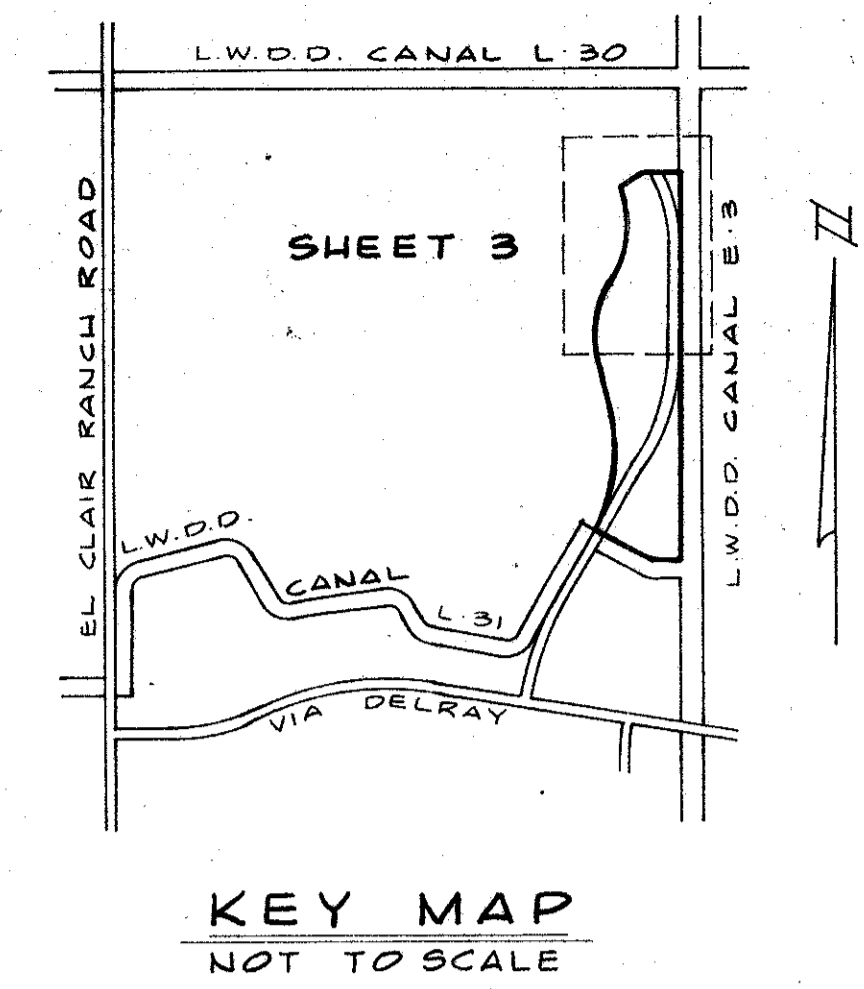 L.W.D.D. CANAL L-30
SHEET 3
EL CLAIR RANCH ROAD
L.W.D.D. CANAL E-3
N
L.W.D.D.
CANAL
L-31
VIA DELRAY
KEY MAP
NOT TO SCALE